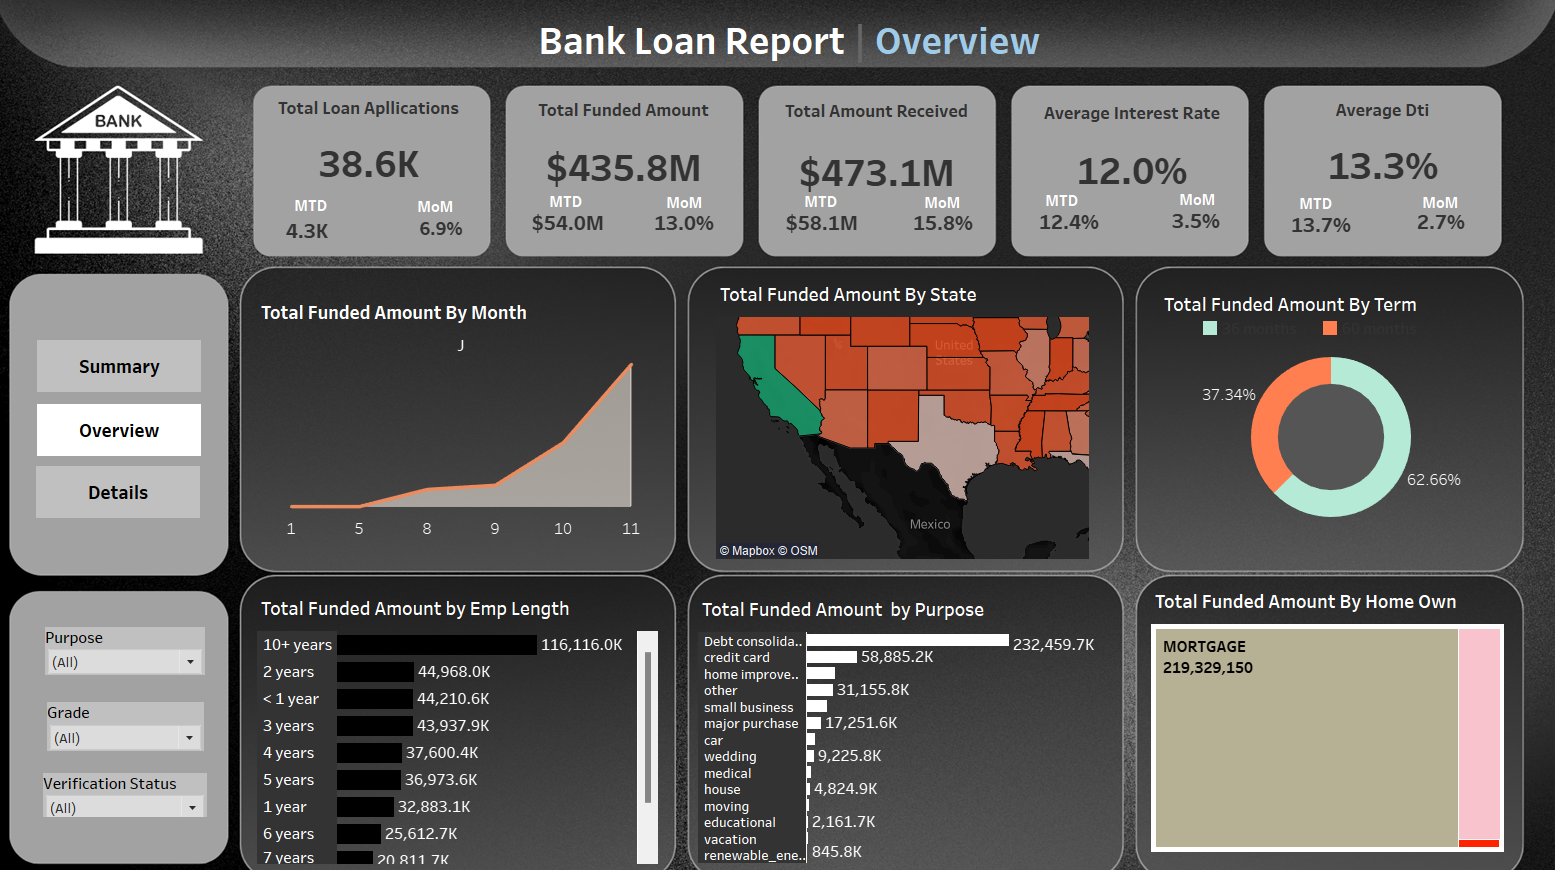 Bank Loan Report | Overview
BANK
Total Loan Apllications
38.6K
MTD
MoM
4.3K
6.9%
Total Funded Amount
$435.8M
MTD
MoM
$54.0M
13.0%
Total Amount Received
$473.1M
MTD
MoM
$58.1M
15.8%
Average Interest Rate
12.0%
MTD
MoM
12.4%
3.5%
Average Dti
13.3%
MTD
MoM
13.7%
2.7%
Summary
Overview
Details
Purpose
(All)
Grade
(All)
Verification Status
(All)
Total Funded Amount By Month
J
1 5 8 9 10 11
Total Funded Amount By State
United
States
Mexico
© Mapbox © OSM
Total Funded Amount By Term
36 months 60 months
37.34%
62.66%
Total Funded Amount by Emp Length
10+ years 116,116.0K
2 years 44,968.0K
< 1 year 44,210.6K
3 years 43,937.9K
4 years 37,600.4K
5 years 36,973.6K
1 year 32,883.1K
6 years 25,612.7K
7 years 20,811.7K
Total Funded Amount by Purpose
Debt consolida.. 232,459.7K
credit card 58,885.2K
home improve..
other 31,155.8K
small business
major purchase 17,251.6K
car
wedding 9,225.8K
medical
house 4,824.9K
moving
educational 2,161.7K
vacation
renewable_ene.. 845.8K
Total Funded Amount By Home Own
MORTGAGE
219,329,150